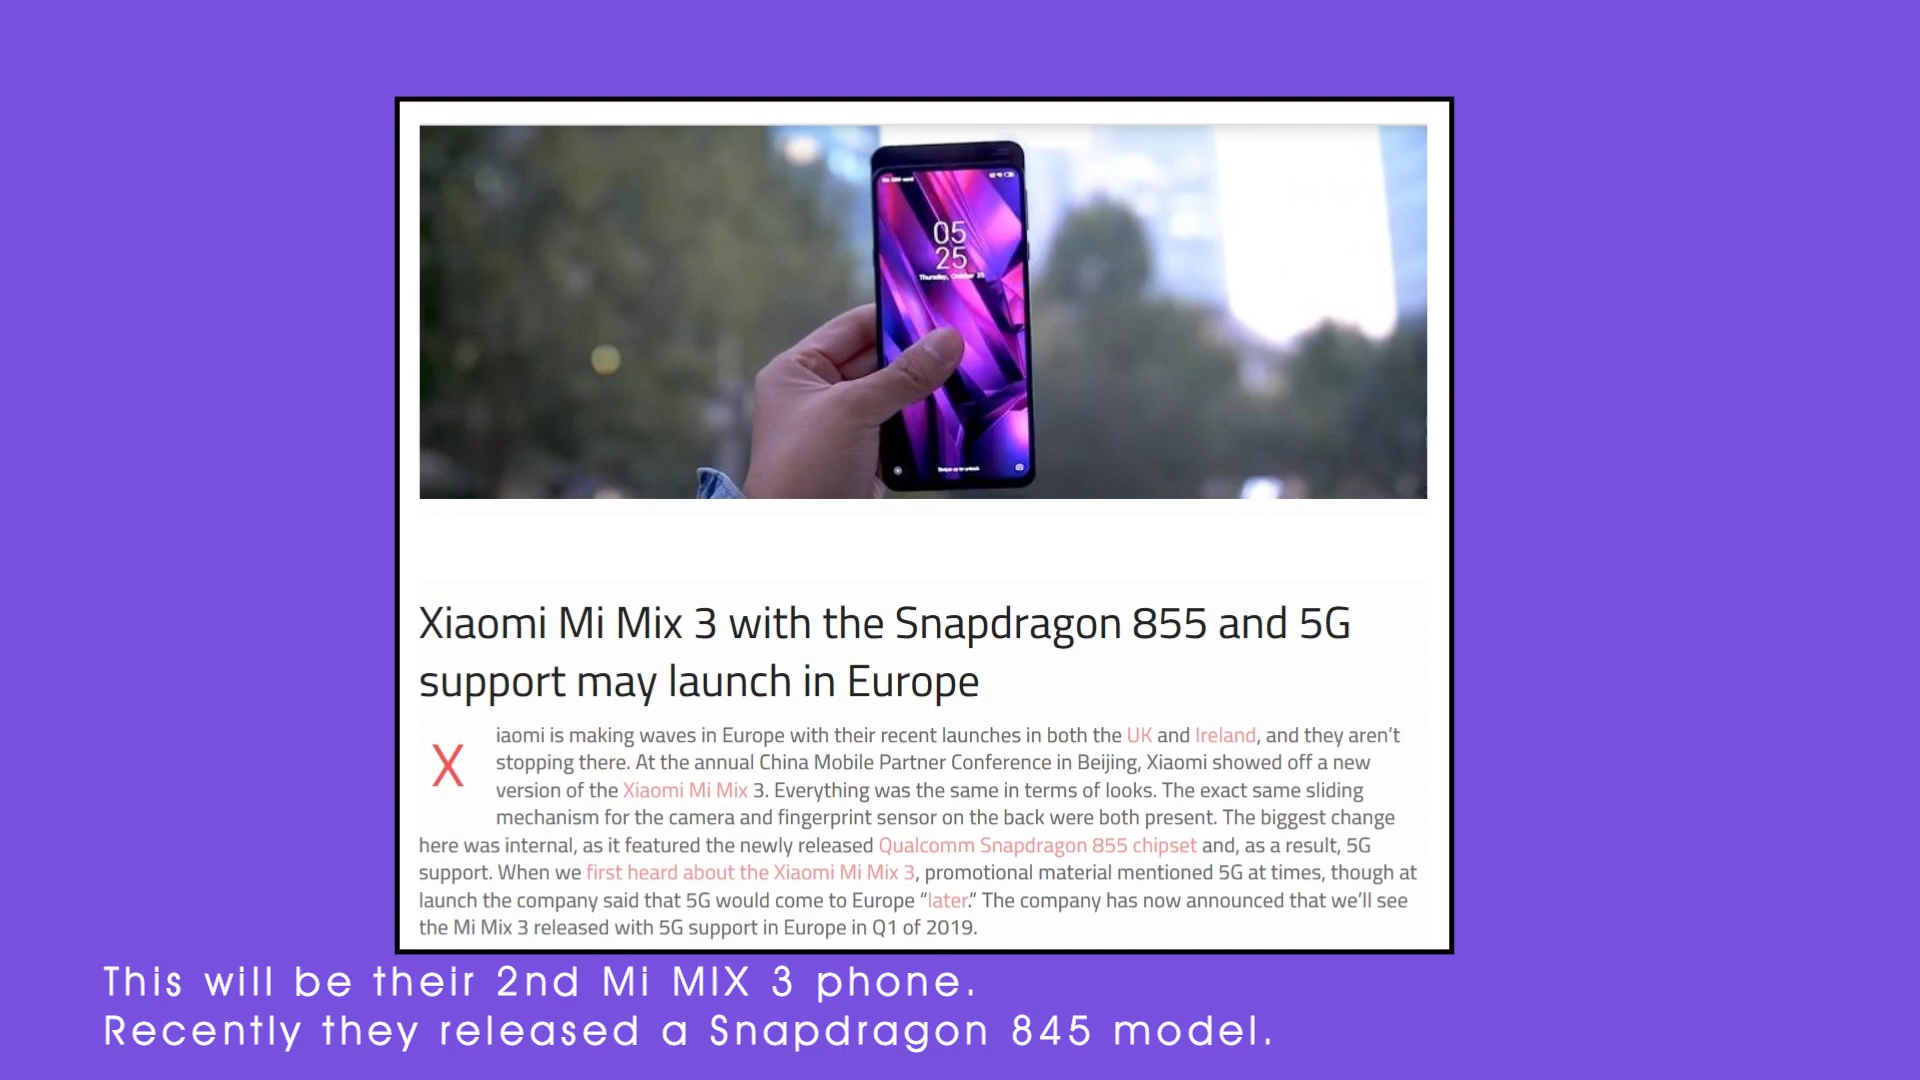 05
25
Thursday, October 25
Swipe up to unlock
Xiaomi Mi Mix 3 with the Snapdragon 855 and 5G
support may launch in Europe
Xiaomi is making waves in Europe with their recent launches in both the UK and Ireland, and they aren’t
stopping there. At the annual China Mobile Partner Conference in Beijing, Xiaomi showed off a new
version of the Xiaomi Mi Mix 3. Everything was the same in terms of looks. The exact same sliding
mechanism for the camera and fingerprint sensor on the back were both present. The biggest change
here was internal, as it featured the newly released Qualcomm Snapdragon 855 chipset and, as a result, 5G
support. When we first heard about the Xiaomi Mi Mix 3, promotional material mentioned 5G at times, though at
launch the company said that 5G would come to Europe “later.” The company has now announced that we’ll see
the Mi Mix 3 released with 5G support in Europe in Q1 of 2019.
This will be their 2nd Mi MIX 3 phone.
Recently they released a Snapdragon 845 model.